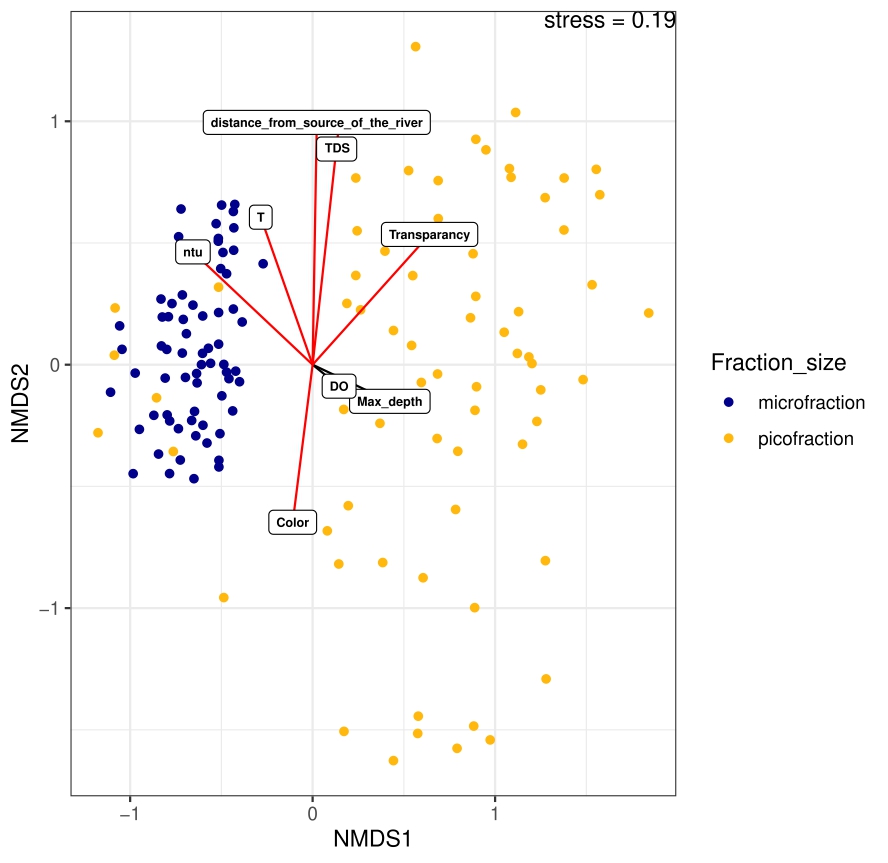 stress = 0.19
distance_from_source_of_the_river
TDS
T
Transparancy
ntu
DO
Max_depth
Color
1
0
−1
−1
0
1
NMDS1
NMDS2
Fraction_size
microfraction
picofraction